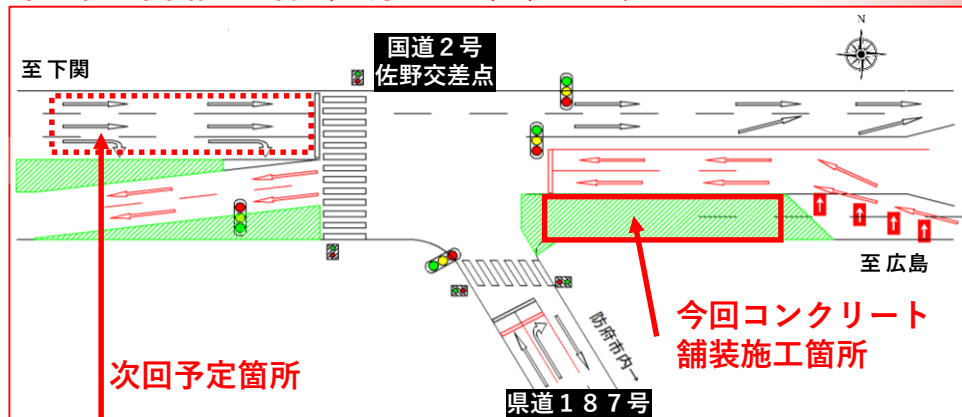 N
国道２号
佐野交差点
至 下関
至 広島
今回コンクリート
舗装施工箇所
次回予定箇所
防府市内→
県道１８７号